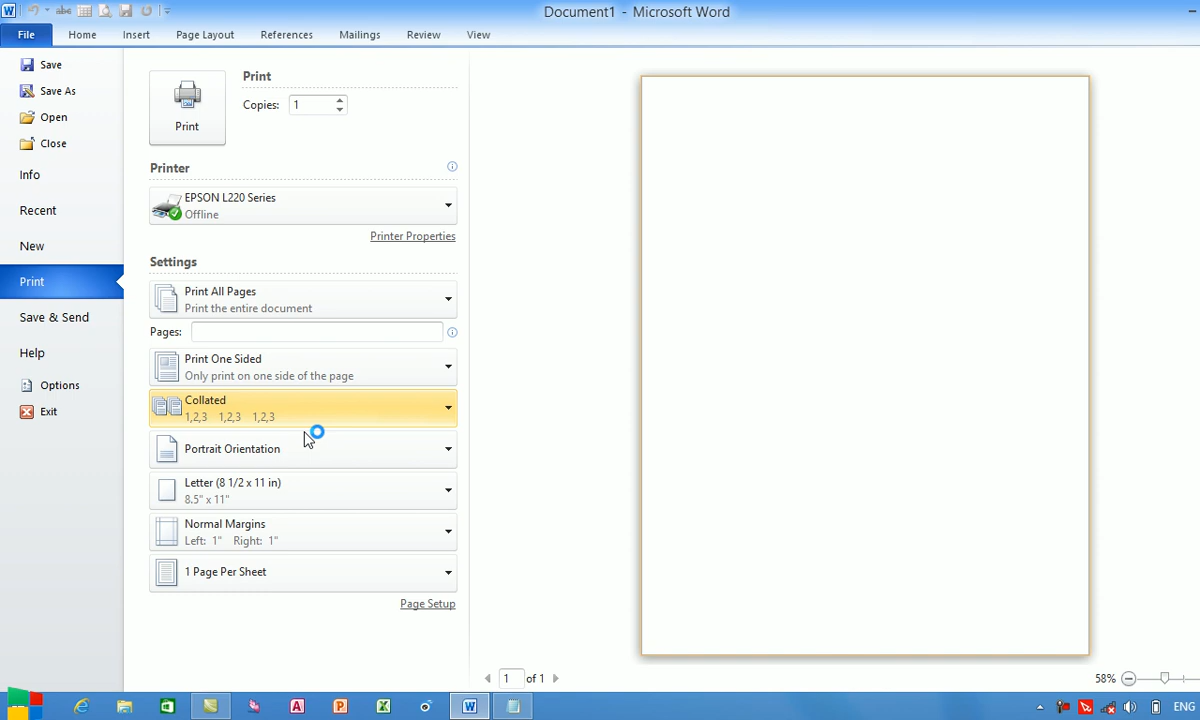 Document1 - Microsoft Word
File Home Insert Page Layout References Mailings Review View
Save
Save As
Open
Close
Info
Recent
New
Print
Save & Send
Help
Options
Exit
Print
Print
Copies: 1
Printer
EPSON L220 Series
Offline
Printer Properties
Settings
Print All Pages
Print the entire document
Pages:
Print One Sided
Only print on one side of the page
Collated
1,2,3 1,2,3 1,2,3
Portrait Orientation
Letter (8 1/2 x 11 in)
8.5" x 11"
Normal Margins
Left: 1" Right: 1"
1 Page Per Sheet
Page Setup
1 of 1
58%
ENG